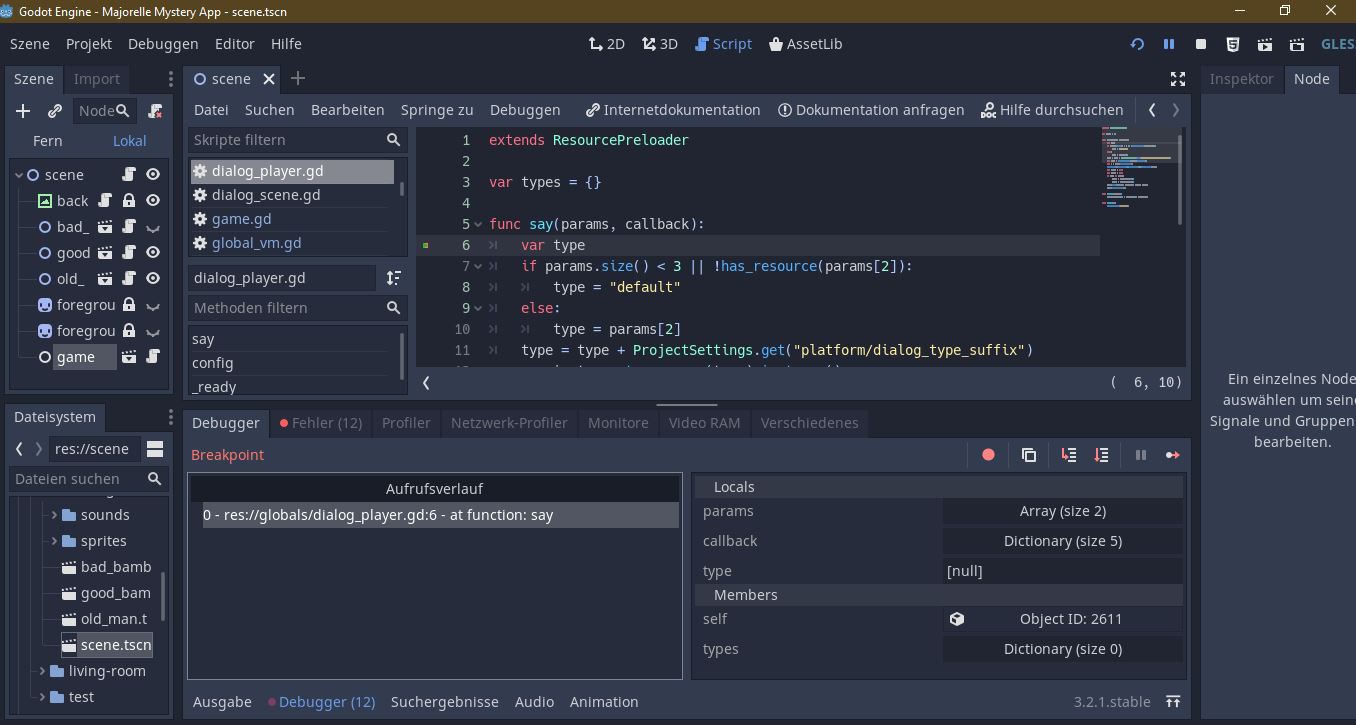 Godot Engine - Majorelle Mystery App - scene.tscn
Szene Projekt Debuggen Editor Hilfe 2D 3D Script AssetLib GLES
Szene Import
Node
Fern Lokal
scene
back
bad_
good
old_
foregrou
foregrou
game
Dateisystem
res://scene
Dateien suchen
sounds
sprites
bad_bamb
good_bam
old_man.t
scene.tscn
living-room
test
scene
Datei Suchen Bearbeiten Springe zu Debuggen Internetdokumentation Dokumentation anfragen Hilfe durchsuchen
Skripte filtern
dialog_player.gd
dialog_scene.gd
game.gd
global_vm.gd
dialog_player.gd
Methoden filtern
say
config
_ready
1 extends ResourcePreloader
2
3 var types = {}
4
5 func say(params, callback):
6 var type
7 if params.size() < 3 || !has_resource(params[2]):
8 type = "default"
9 else:
10 type = params[2]
11 type = type + ProjectSettings.get("platform/dialog_type_suffix")
( 6, 10)
Debugger Fehler (12) Profiler Netzwerk-Profiler Monitore Video RAM Verschiedenes
Breakpoint
Aufrufsverlauf
0 - res://globals/dialog_player.gd:6 - at function: say
Locals
params Array (size 2)
callback Dictionary (size 5)
type [null]
Members
self Object ID: 2611
types Dictionary (size 0)
Ausgabe Debugger (12) Suchergebnisse Audio Animation 3.2.1.stable
Inspektor Node
Ein einzelnes Node
auswählen um sein
Signale und Gruppen
bearbeiten.